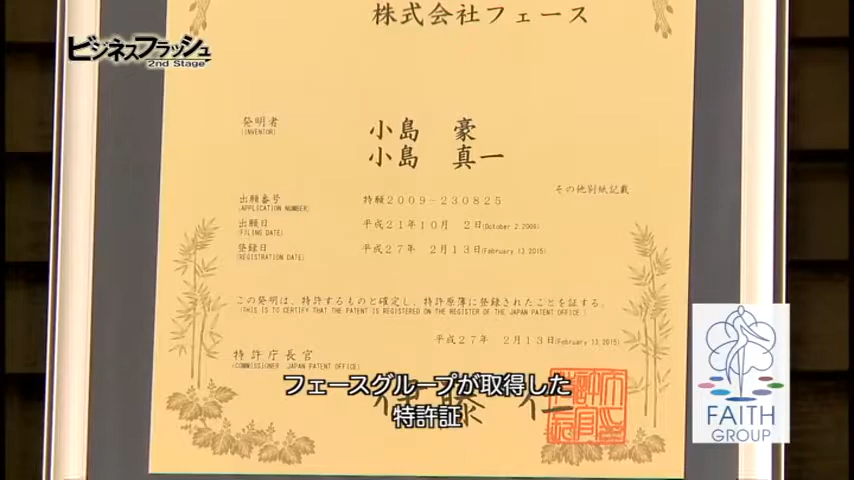 株式会社フェース
ビジネスフラッシュ
2nd Stage
発明者
(INVENTOR)
小島 豪
小島 真一
その他別紙記載
出願番号
(APPLICATION NUMBER)
特願2009-230825
出願日
(FILING DATE)
平成21年10月 2日(October 2,2009)
登録日
(REGISTRATION DATE)
平成27年 2月13日(February 13,2015)
この発明は、特許するものと確定し、特許原簿に登録されたことを証する。
(THIS IS TO CERTIFY THAT THE PATENT IS REGISTERED ON THE REGISTER OF THE JAPAN PATENT OFFICE.)
平成27年 2月13日(February 13,2015)
特許庁長官
(COMMISSIONER, JAPAN PATENT OFFICE)
フェースグループが取得した
特許証
FAITH
GROUP